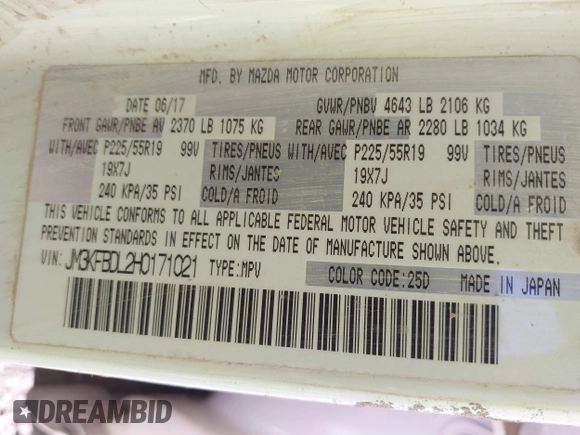 MFD. BY MAZDA MOTOR CORPORATION
DATE 06/17 GVWR/PNBV 4643 LB 2106 KG
FRONT GAWR/PNBE AV 2370 LB 1075 KG REAR GAWR/PNBE AR 2280 LB 1034 KG
WITH/AVEC P225/55R19 99V TIRES/PNEUS WITH/AVEC P225/55R19 99V TIRES/PNEUS
19X7J RIMS/JANTES 19X7J RIMS/JANTES
240 KPA/35 PSI COLD/A FROID 240 KPA/35 PSI COLD/A FROID
THIS VEHICLE CONFORMS TO ALL APPLICABLE FEDERAL MOTOR VEHICLE SAFETY AND THEFT
PREVENTION STANDARDS IN EFFECT ON THE DATE OF MANUFACTURE SHOWN ABOVE.
VIN: JM3KFBDL2H0171021 TYPE:MPV COLOR CODE:25D MADE IN JAPAN
DREAMBID